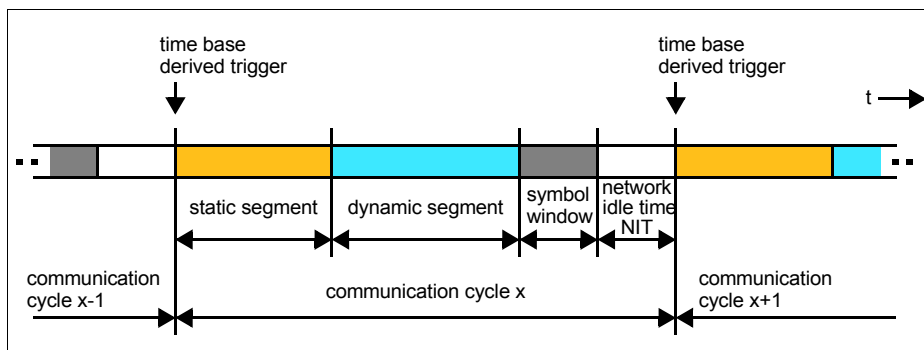 time base
derived trigger
time base
derived trigger
t
static segment
dynamic segment
symbol
window
network
idle time
NIT
communication
cycle x-1
communication cycle x
communication
cycle x+1